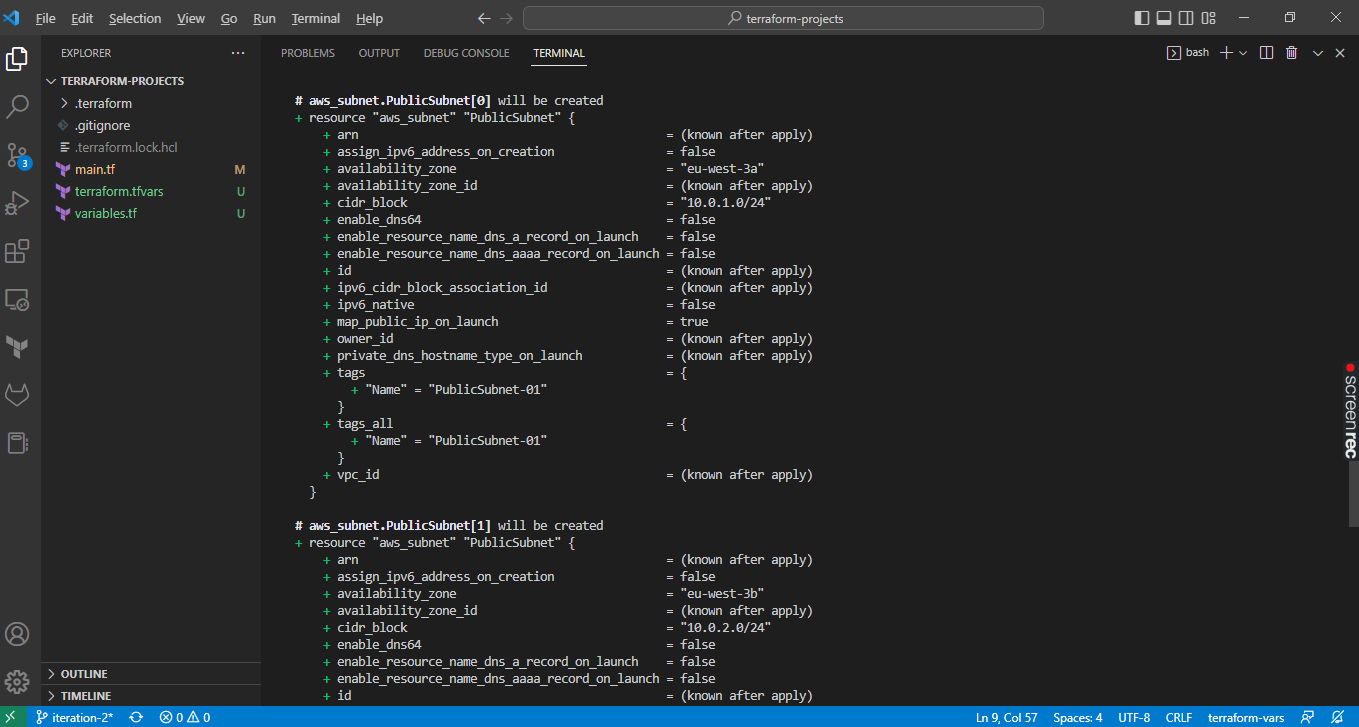 File Edit Selection View Go Run Terminal Help
terraform-projects
EXPLORER
PROBLEMS OUTPUT DEBUG CONSOLE TERMINAL
bash
TERRAFORM-PROJECTS
.terraform
.gitignore
.terraform.lock.hcl
main.tf M
terraform.tfvars U
variables.tf U
3
OUTLINE
TIMELINE
# aws_subnet.PublicSubnet[0] will be created
+ resource "aws_subnet" "PublicSubnet" {
+ arn = (known after apply)
+ assign_ipv6_address_on_creation = false
+ availability_zone = "eu-west-3a"
+ availability_zone_id = (known after apply)
+ cidr_block = "10.0.1.0/24"
+ enable_dns64 = false
+ enable_resource_name_dns_a_record_on_launch = false
+ enable_resource_name_dns_aaaa_record_on_launch = false
+ id = (known after apply)
+ ipv6_cidr_block_association_id = (known after apply)
+ ipv6_native = false
+ map_public_ip_on_launch = true
+ owner_id = (known after apply)
+ private_dns_hostname_type_on_launch = (known after apply)
+ tags = {
+ "Name" = "PublicSubnet-01"
}
+ tags_all = {
+ "Name" = "PublicSubnet-01"
}
+ vpc_id = (known after apply)
}
# aws_subnet.PublicSubnet[1] will be created
+ resource "aws_subnet" "PublicSubnet" {
+ arn = (known after apply)
+ assign_ipv6_address_on_creation = false
+ availability_zone = "eu-west-3b"
+ availability_zone_id = (known after apply)
+ cidr_block = "10.0.2.0/24"
+ enable_dns64 = false
+ enable_resource_name_dns_a_record_on_launch = false
+ enable_resource_name_dns_aaaa_record_on_launch = false
+ id = (known after apply)
screenrec
iteration-2* 0 0 Ln 9, Col 57 Spaces: 4 UTF-8 CRLF terraform-vars